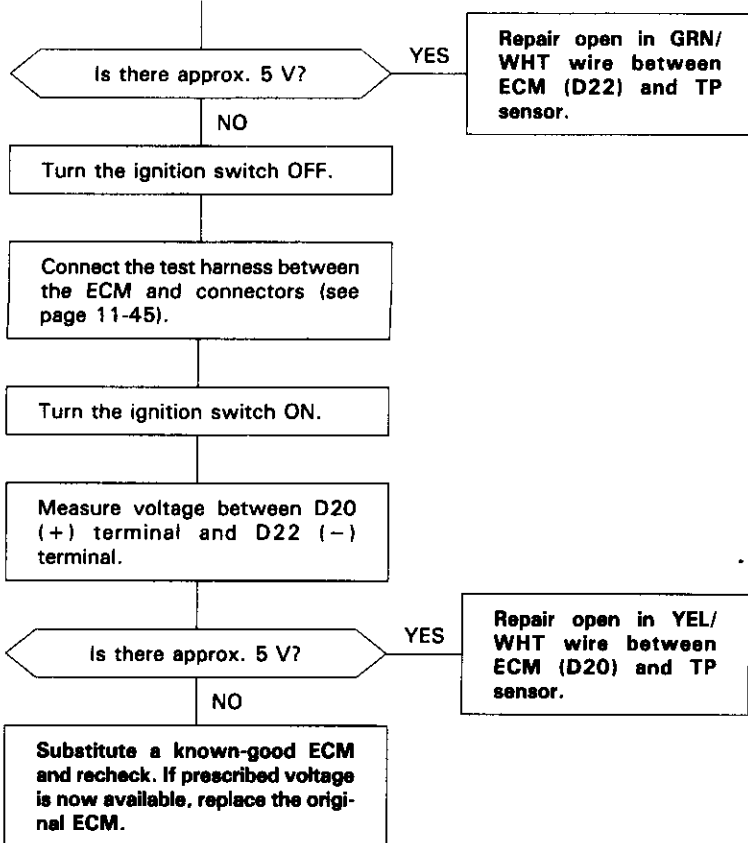 Is there approx. 5 V?
YES
Repair open in GRN/
WHT wire between
ECM (D22) and TP
sensor.
NO
Turn the ignition switch OFF.
Connect the test harness between
the ECM and connectors (see
page 11-45).
Turn the ignition switch ON.
Measure voltage between D20
(+) terminal and D22 (−)
terminal.
Is there approx. 5 V?
YES
Repair open in YEL/
WHT wire between
ECM (D20) and TP
sensor.
NO
Substitute a known-good ECM
and recheck. If prescribed voltage
is now available, replace the origi-
nal ECM.